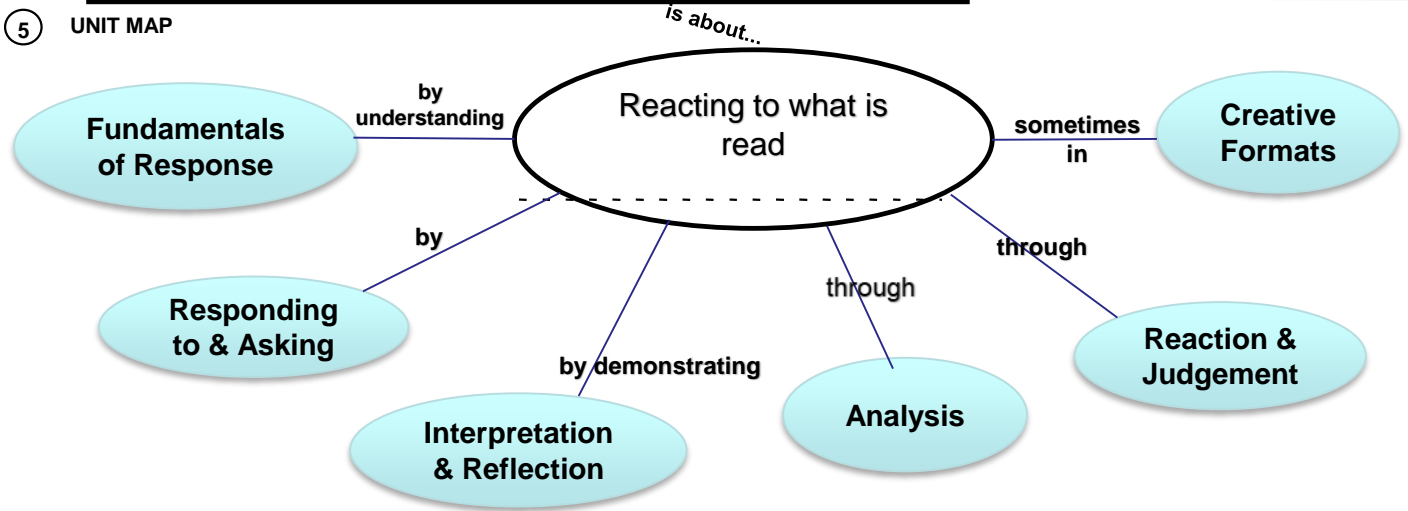 5 UNIT MAP
is about...
Reacting to what is
read
by
understanding
Fundamentals
of Response
sometimes
in
Creative
Formats
by
Responding
to & Asking
by demonstrating
Interpretation
& Reflection
through
Analysis
through
Reaction &
Judgement